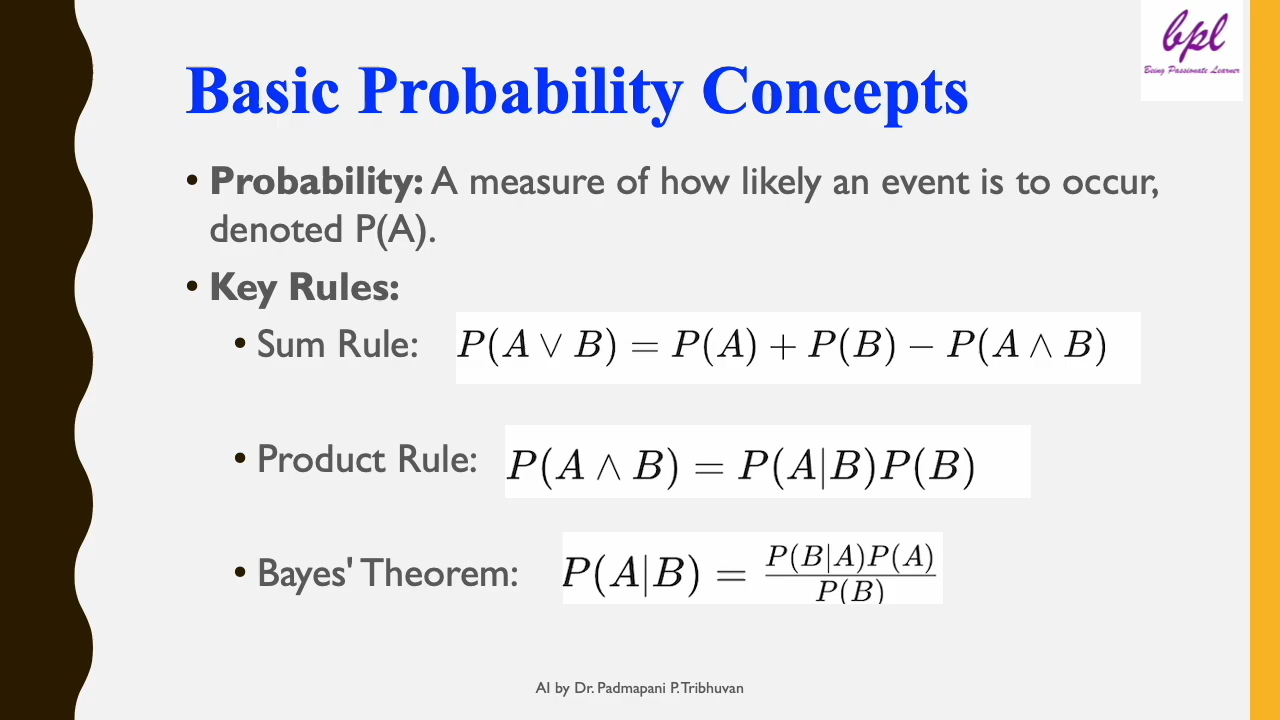 bpl
Being Passionate Learner
Basic Probability Concepts
• Probability: A measure of how likely an event is to occur,
denoted P(A).
• Key Rules:
• Sum Rule: P(A ∨ B) = P(A) + P(B) − P(A ∧ B)
• Product Rule: P(A ∧ B) = P(A|B)P(B)
• Bayes' Theorem: P(A|B) = P(B|A)P(A) / P(B)
AI by Dr. Padmapani P. Tribhuvan